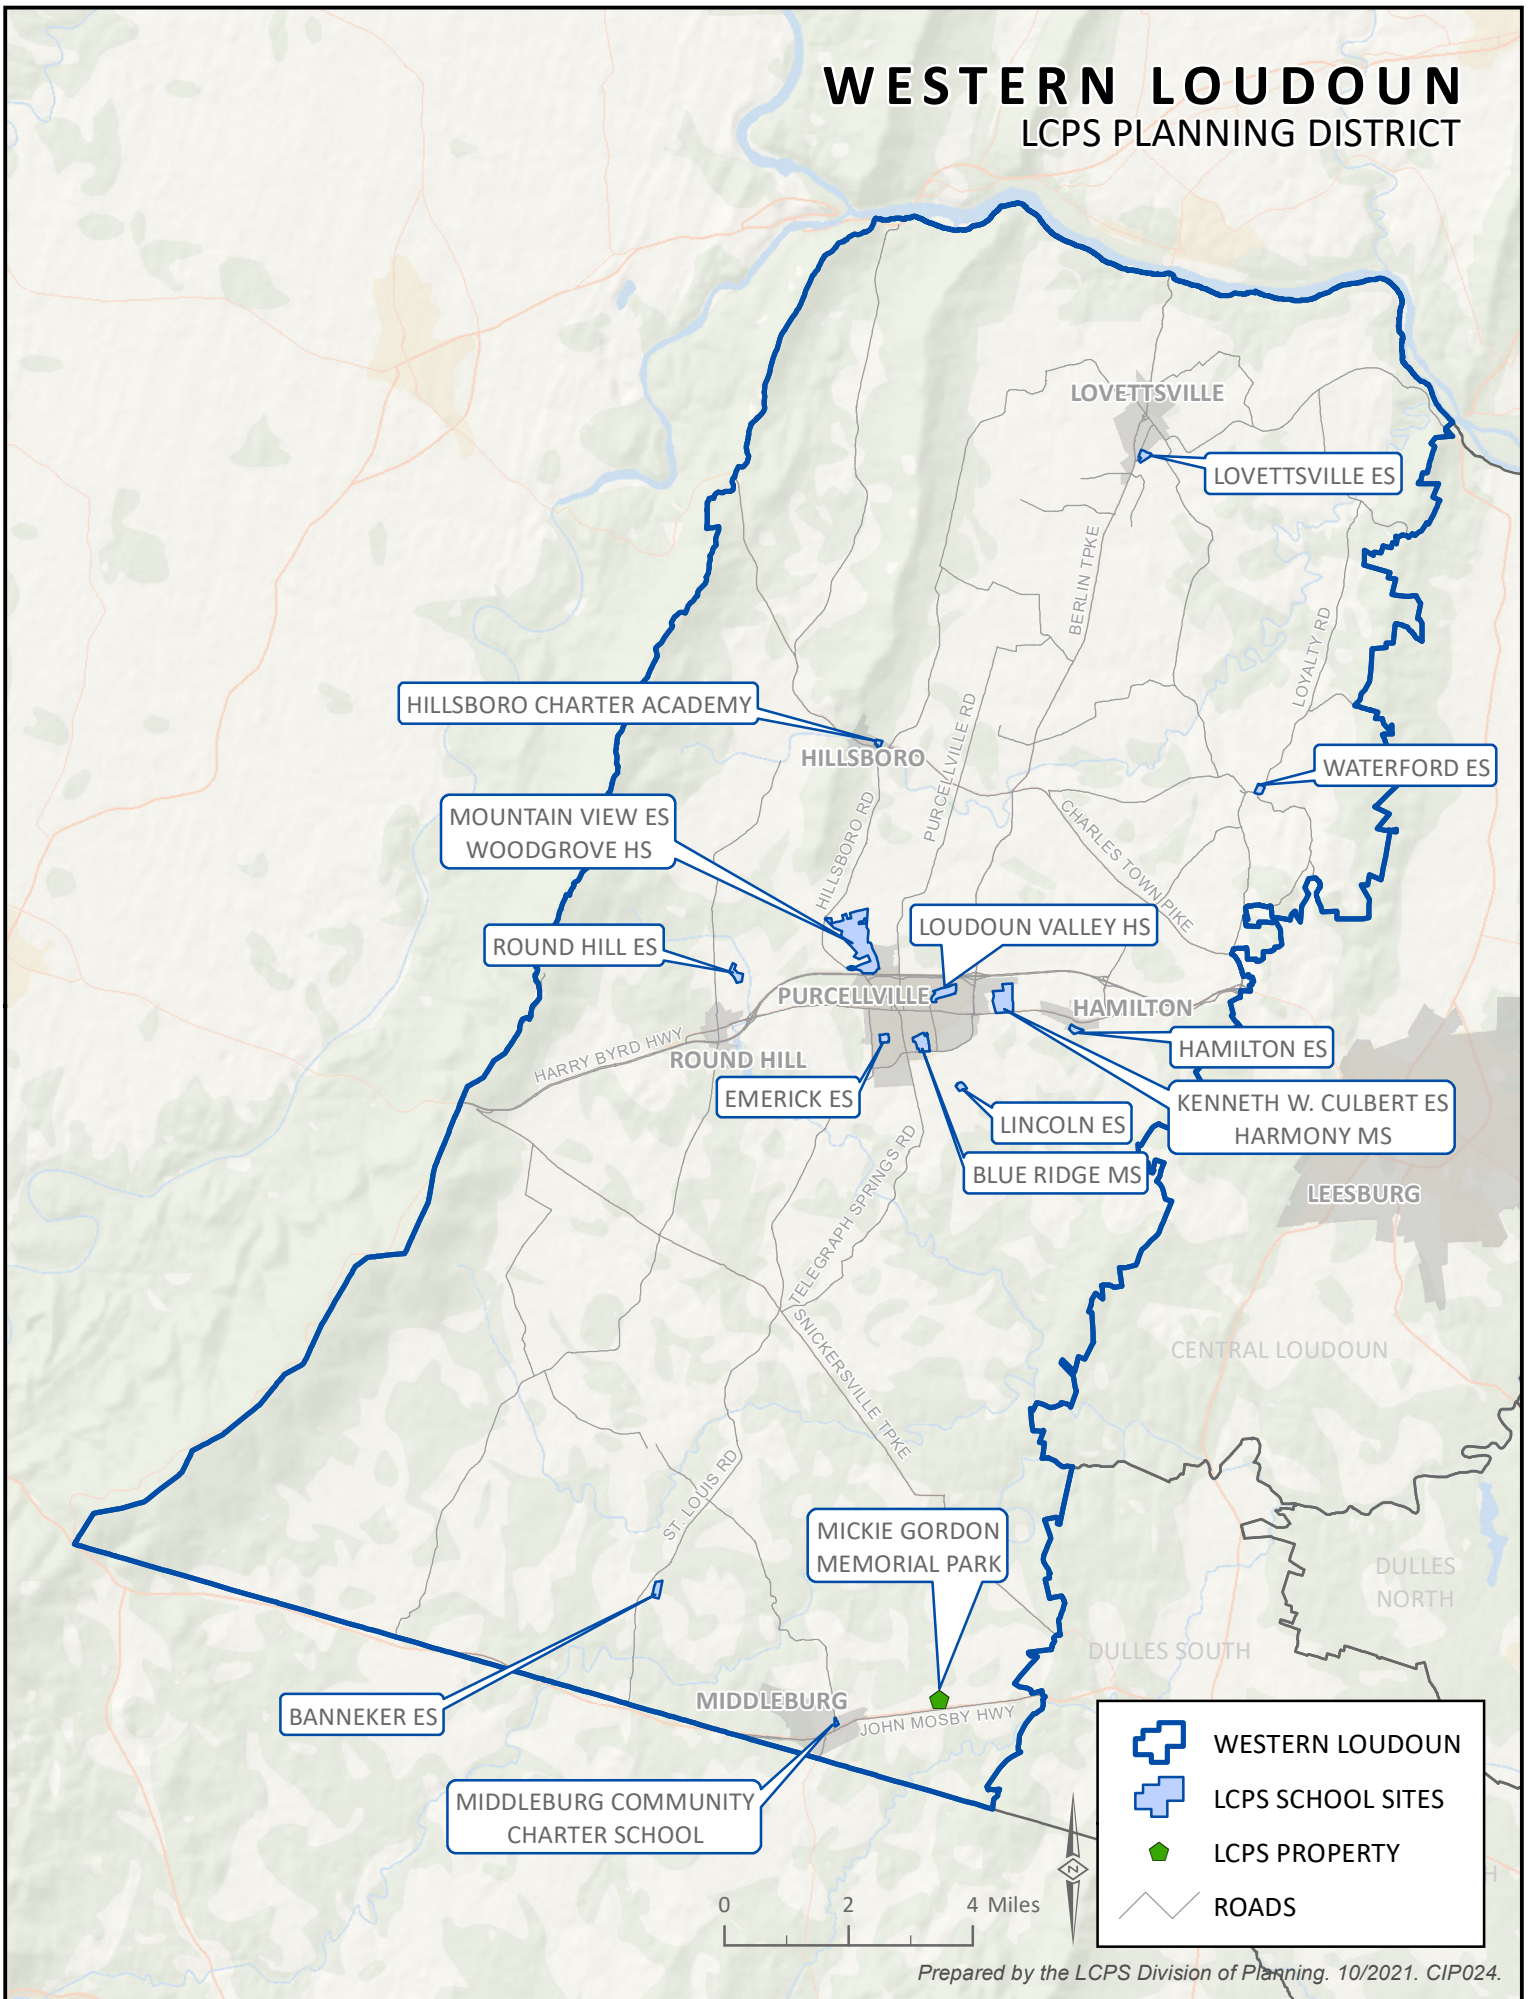 WESTERN LOUDOUN
LCPS PLANNING DISTRICT
LOVETTSVILLE
LOVETTSVILLE ES
BERLIN TPKE
LOYALTY RD
HILLSBORO CHARTER ACADEMY
HILLSBORO
PURCELLVILLE RD
WATERFORD ES
MOUNTAIN VIEW ES
WOODGROVE HS
HILLSBORO RD
CHARLES TOWN PIKE
LOUDOUN VALLEY HS
ROUND HILL ES
PURCELLVILLE
HAMILTON
HARRY BYRD HWY
ROUND HILL
HAMILTON ES
EMERICK ES
LINCOLN ES
KENNETH W. CULBERT ES
HARMONY MS
BLUE RIDGE MS
LEESBURG
TELEGRAPH SPRINGS RD
SNICKERSVILLE TPKE
CENTRAL LOUDOUN
ST. LOUIS RD
MICKIE GORDON
MEMORIAL PARK
DULLES
NORTH
DULLES SOUTH
BANNEKER ES
MIDDLEBURG
JOHN MOSBY HWY
MIDDLEBURG COMMUNITY
CHARTER SCHOOL
WESTERN LOUDOUN
LCPS SCHOOL SITES
LCPS PROPERTY
ROADS
N
0 2 4 Miles
Prepared by the LCPS Division of Planning. 10/2021. CIP024.